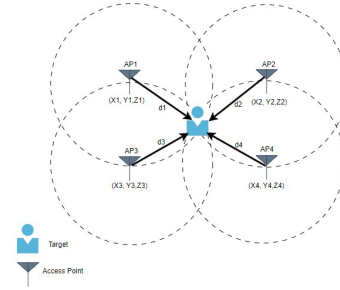 AP1
AP2
(X1, Y1,Z1)
d1
d2
(X2, Y2,Z2)
AP3
d3
d4
AP4
(X3, Y3,Z3)
(X4, Y4,Z4)
Target
Access Point